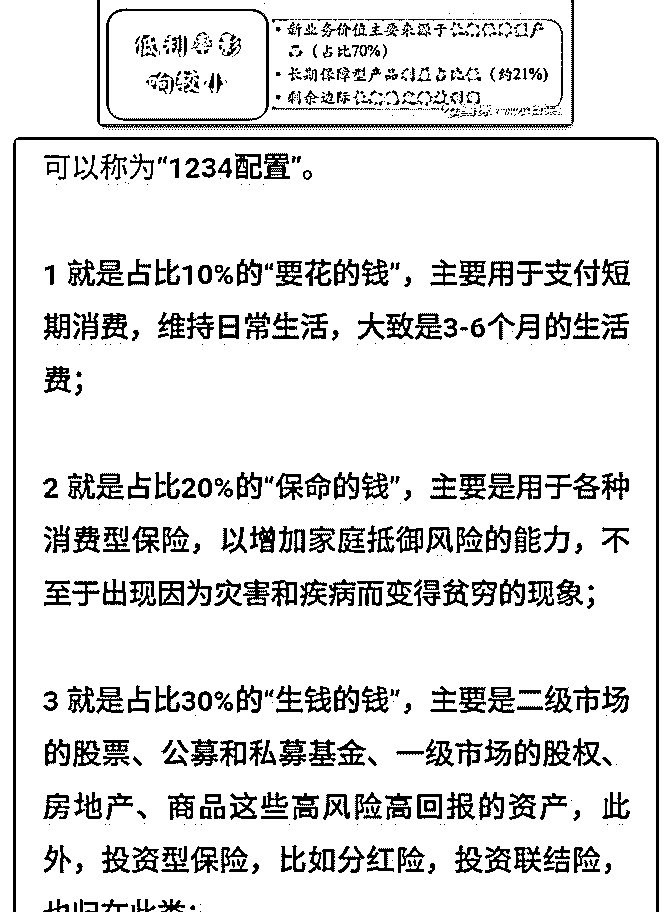 低利率影
响较小
• 新业务价值主要来源于产
品（占比70%）
• 长期保障型产品占比低（约21%）
• 剩余边际
可以称为“1234配置”。
1 就是占比10%的“要花的钱”，主要用于支付短
期消费，维持日常生活，大致是3-6个月的生活
费；
2 就是占比20%的“保命的钱”，主要是用于各种
消费型保险，以增加家庭抵御风险的能力，不
至于出现因为灾害和疾病而变得贫穷的现象；
3 就是占比30%的“生钱的钱”，主要是二级市场
的股票、公募和私募基金、一级市场的股权、
房地产、商品这些高风险高回报的资产，此
外，投资型保险，比如分红险，投资联结险，
也归在此类；